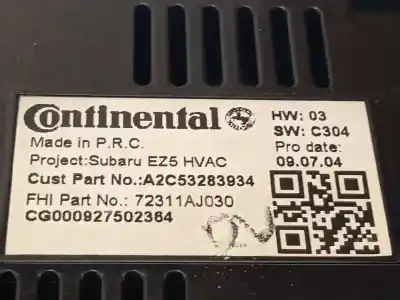 Continental
HW: 03
Made in P.R.C.
SW: C304
Project:Subaru EZ5 HVAC
Pro date:
Cust Part No.:A2C53283934
09.07.04
FHI Part No.: 72311AJ030
CG000927502364